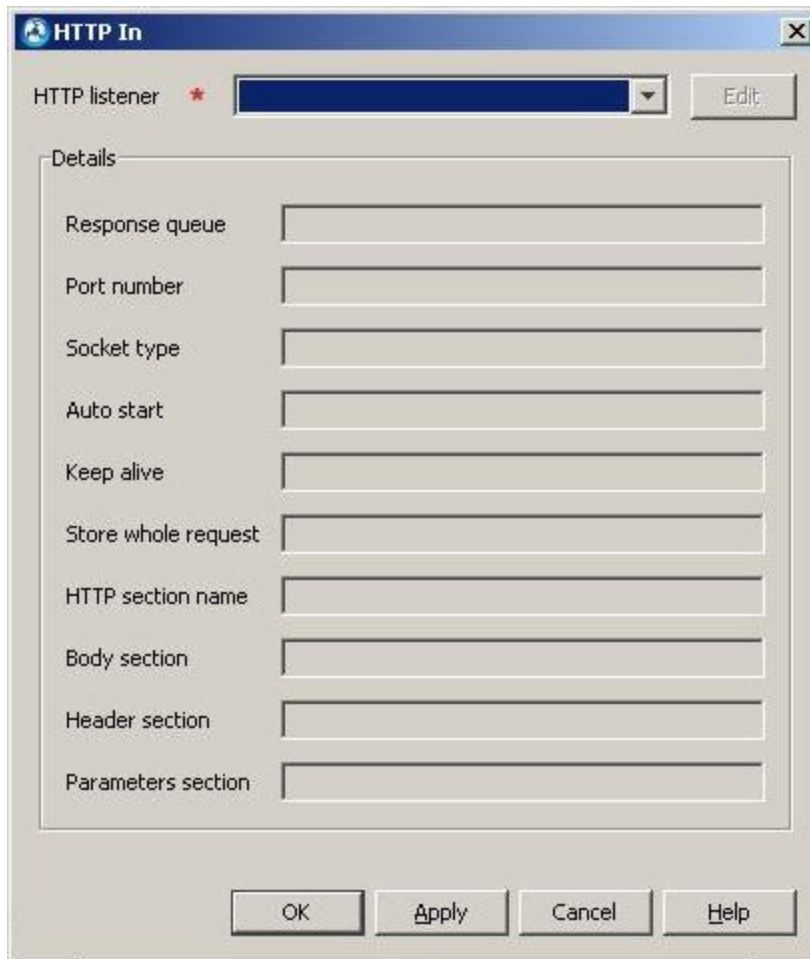 HTTP In
HTTP listener * Edit
Details
Response queue
Port number
Socket type
Auto start
Keep alive
Store whole request
HTTP section name
Body section
Header section
Parameters section
OK Apply Cancel Help